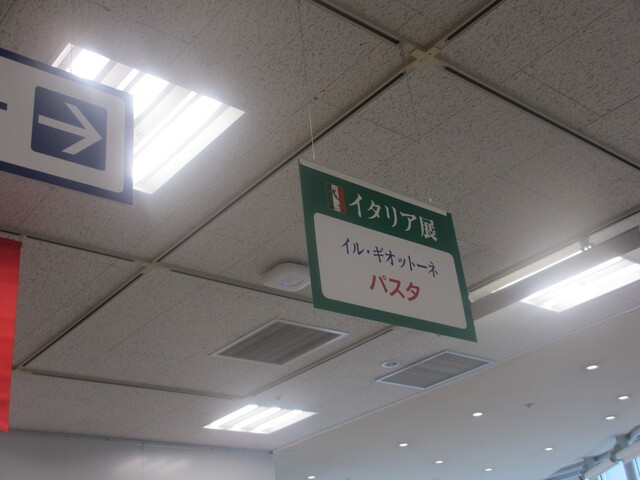 イタリア展
イル・ギオットーネ
パスタ